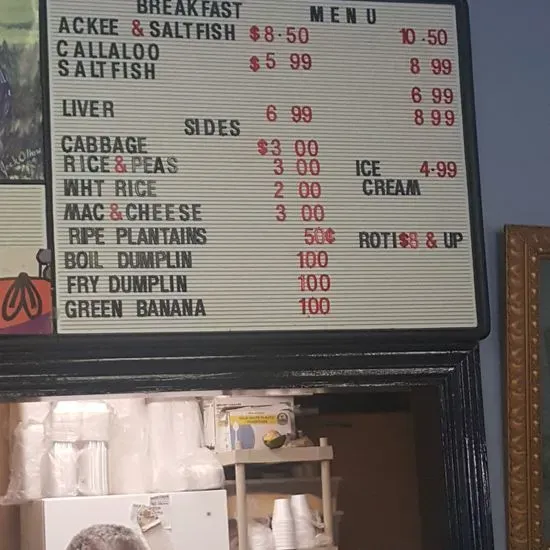 BREAKFAST MENU
ACKEE & SALTFISH $8.50 10.50
CALLALOO
SALTFISH $5 99 8 99
6 99
LIVER 6 99 8 99
SIDES
CABBAGE $3 00
RICE & PEAS 3 00 ICE 4.99
WHT RICE 2 00 CREAM
MAC & CHEESE 3 00
RIPE PLANTAINS 50¢ ROTI $8 & UP
BOIL DUMPLIN 100
FRY DUMPLIN 100
GREEN BANANA 100